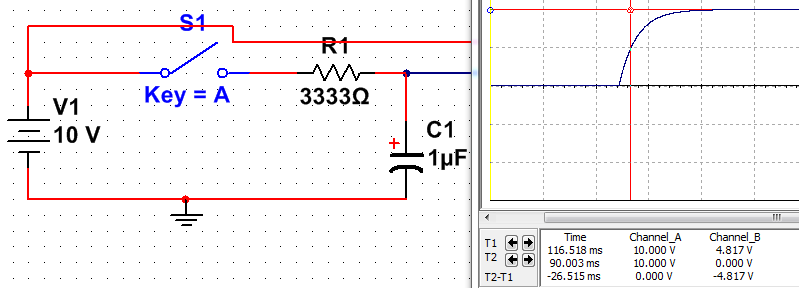 S1
Key = A
R1
3333Ω
V1
10 V
C1
+
1µF
Time Channel_A Channel_B
T1 116.518 ms 10.000 V 4.817 V
T2 90.003 ms 10.000 V 0.000 V
T2-T1 -26.515 ms 0.000 V -4.817 V